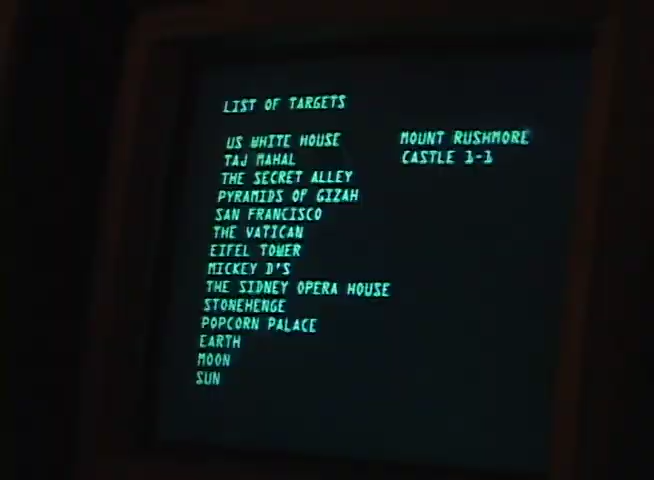 LIST OF TARGETS
US WHITE HOUSE
TAJ MAHAL
THE SECRET ALLEY
PYRAMIDS OF GIZAH
SAN FRANCISCO
THE VATICAN
EIFEL TOWER
MICKEY D'S
THE SIDNEY OPERA HOUSE
STONEHENGE
POPCORN PALACE
EARTH
MOON
SUN
MOUNT RUSHMORE
CASTLE 1-1